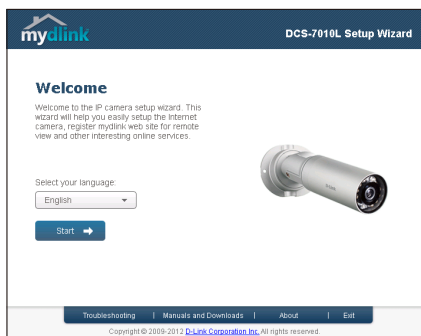 mydlink
DCS-7010L Setup Wizard
Welcome
Welcome to the IP camera setup wizard. This
wizard will help you easily setup the Internet
camera, register mydlink web site for remote
view and other interesting online services.
Select your language:
English
Start
Troubleshooting | Manuals and Downloads | About | Exit
Copyright © 2009-2012 D-Link Corporation Inc. All rights reserved.